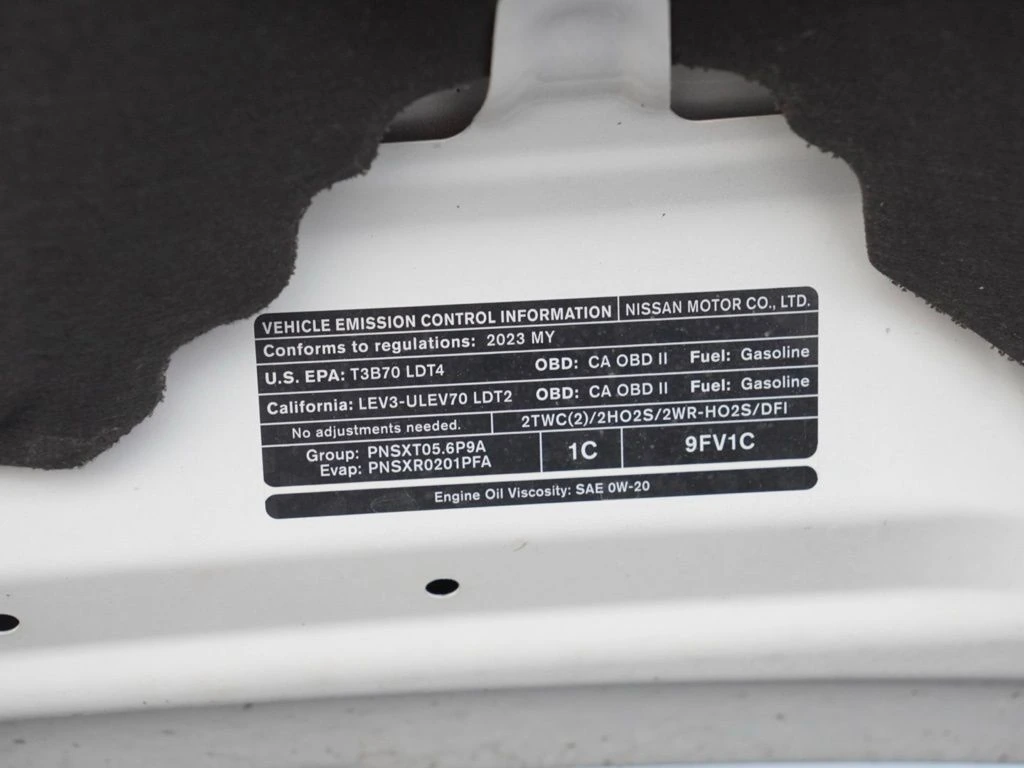 VEHICLE EMISSION CONTROL INFORMATION NISSAN MOTOR CO., LTD.
Conforms to regulations: 2023 MY
U.S. EPA: T3B70 LDT4 OBD: CA OBD II Fuel: Gasoline
California: LEV3-ULEV70 LDT2 OBD: CA OBD II Fuel: Gasoline
No adjustments needed. 2TWC(2)/2HO2S/2WR-HO2S/DFI
Group: PNSXT05.6P9A
Evap: PNSXR0201PFA
1C 9FV1C
Engine Oil Viscosity: SAE 0W-20